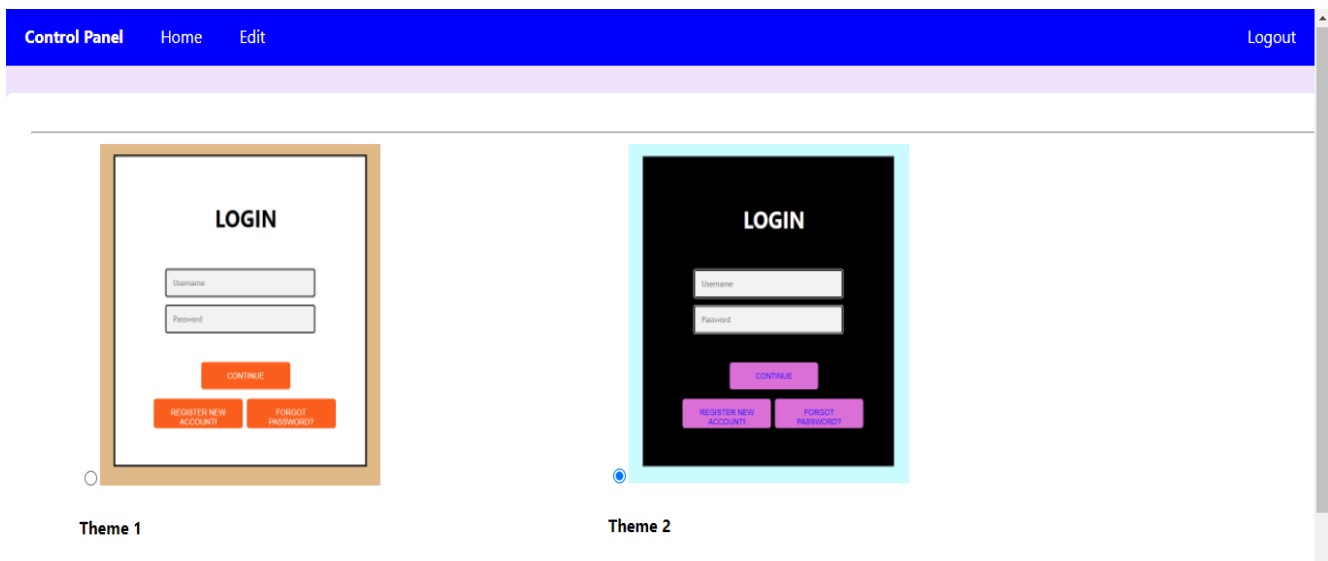 Control Panel Home Edit Logout
LOGIN
Username
Password
CONTINUE
REGISTER NEW
ACCOUNT!
FORGOT
PASSWORD?
Theme 1
LOGIN
Username
Password
CONTINUE
REGISTER NEW
ACCOUNT!
FORGOT
PASSWORD?
Theme 2